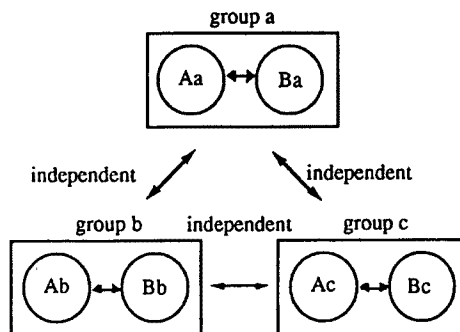 group a
Aa Ba
independent independent
group b independent group c
Ab Bb Ac Bc